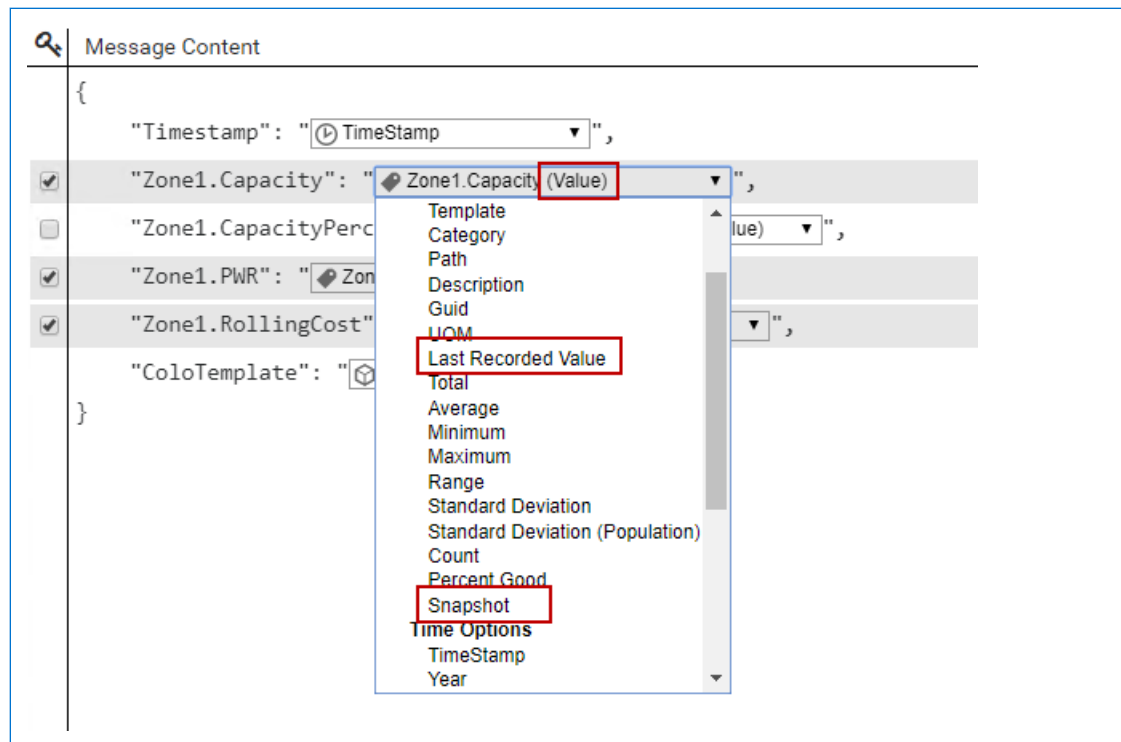 Message Content
{
"Timestamp": "TimeStamp",
"Zone1.Capacity": "Zone1.Capacity (Value)",
Template
"Zone1.CapacityPerc lue)",
Category
Path
"Zone1.PWR": "Zon
Description
Guid
"Zone1.RollingCost" ",
UOM
Last Recorded Value
"ColoTemplate": "
Total
}
Average
Minimum
Maximum
Range
Standard Deviation
Standard Deviation (Population)
Count
Percent Good
Snapshot
Time Options
TimeStamp
Year